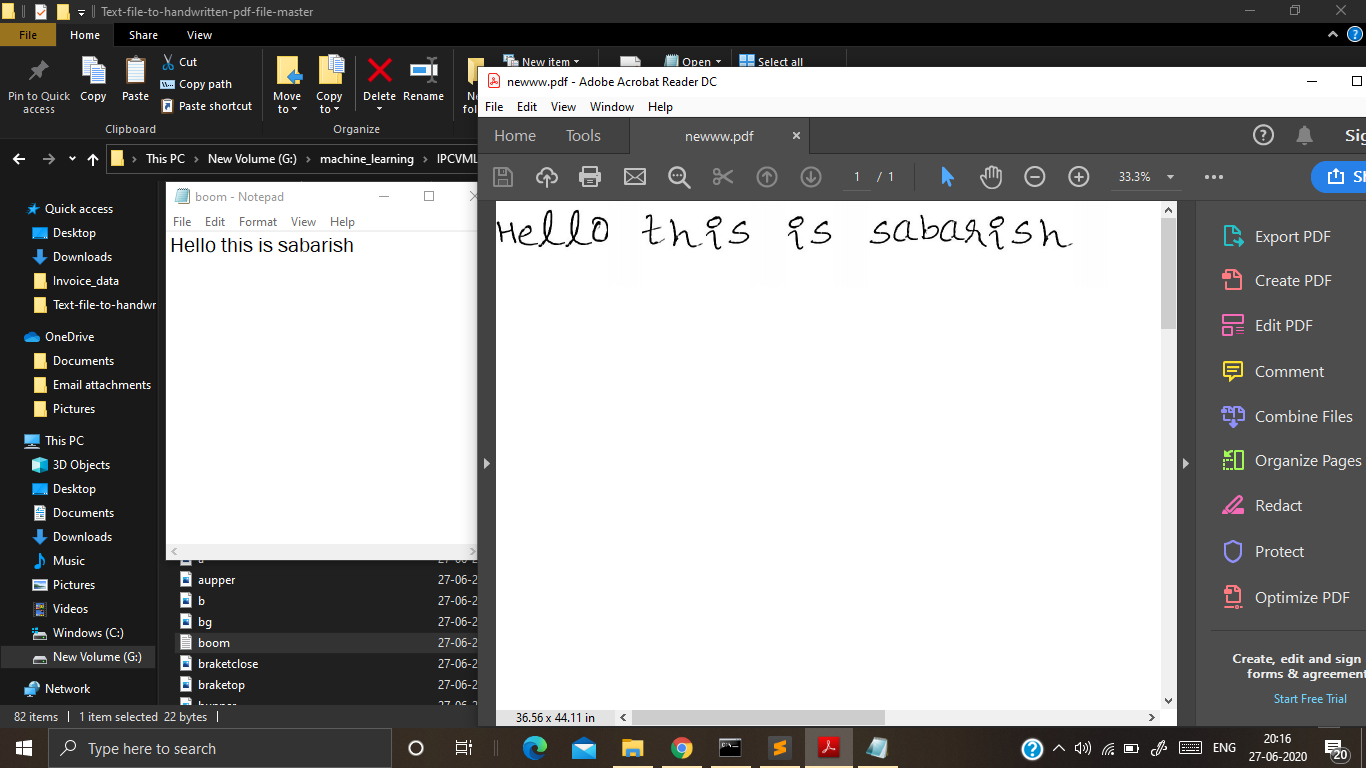 Text-file-to-handwritten-pdf-file-master
File Home Share View
Pin to Quick access
Copy
Paste
Cut
Copy path
Paste shortcut
Clipboard
Move to
Copy to
Delete
Rename
Organize
New item
Open
Select all
This PC > New Volume (G:) > machine_learning > IPCVML
Quick access
Desktop
Downloads
Invoice_data
Text-file-to-handwr
OneDrive
Documents
Email attachments
Pictures
This PC
3D Objects
Desktop
Documents
Downloads
Music
Pictures
Videos
Windows (C:)
New Volume (G:)
Network
82 items 1 item selected 22 bytes
boom - Notepad
File Edit Format View Help
Hello this is sabarish
aupper 27-06-2
b 27-06-2
bg 27-06-2
boom 27-06-2
braketclose 27-06-2
braketop 27-06-2
newww.pdf - Adobe Acrobat Reader DC
File Edit View Window Help
Home Tools newww.pdf
1 / 1 33.3%
Hello this is sabarish
36.56 x 44.11 in
Export PDF
Create PDF
Edit PDF
Comment
Combine Files
Organize Pages
Redact
Protect
Optimize PDF
Create, edit and sign
forms & agreement
Start Free Trial
Type here to search
ENG
20:16
27-06-2020
20